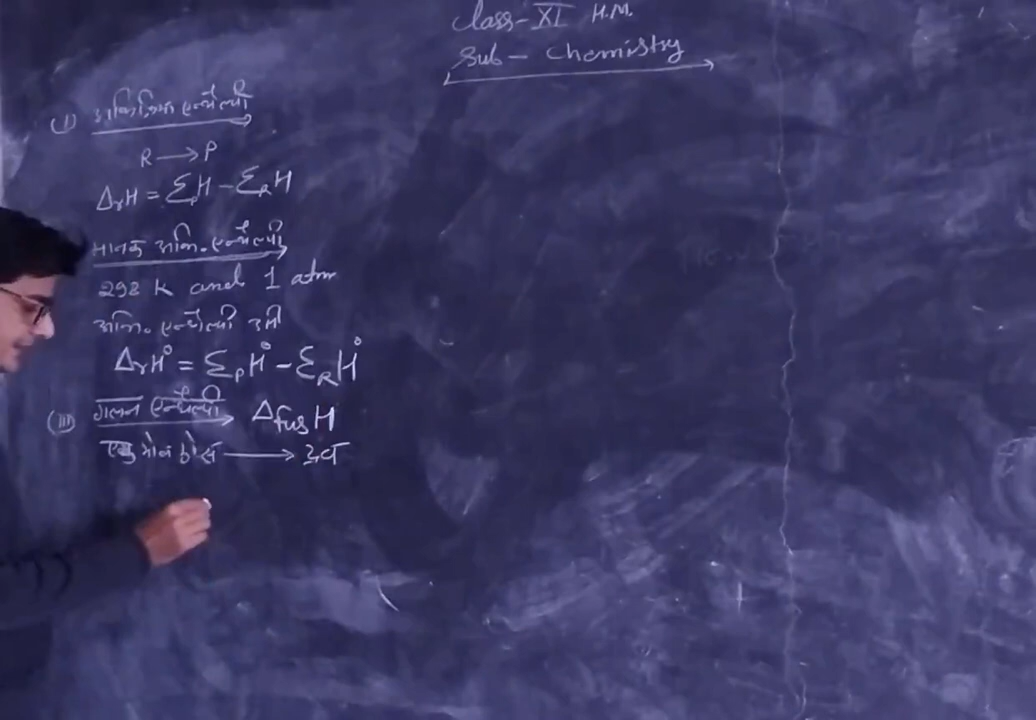 Class - XI H.M.
Sub - Chemistry
(I) अभिक्रिया एन्थैल्पी
R ⟶ P
ΔrH = ΣpH - ΣRH
मानक अभि. एन्थैल्पी
298 K and 1 atm
अभि. एन्थैल्पी
ΔrH° = ΣPH° - ΣRH°
(III) गलन एन्थैल्पी ΔfusH
एक मोल ठोस ⟶ द्रव